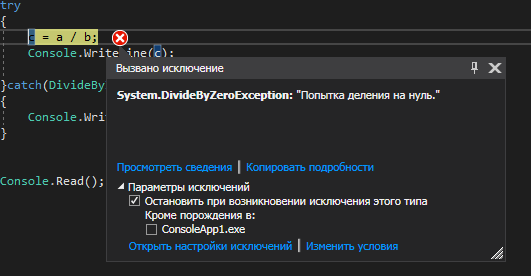 try
{
c = a / b;
Console.WriteLine(c);
Вызвано исключение
System.DivideByZeroException: "Попытка деления на нуль."
}catch(DivideBy
{
Console.Wri
}
Просмотреть сведения | Копировать подробности
Console.Read();
Параметры исключений
Остановить при возникновении исключения этого типа
Кроме порождения в:
ConsoleApp1.exe
Открыть настройки исключений | Изменить условия